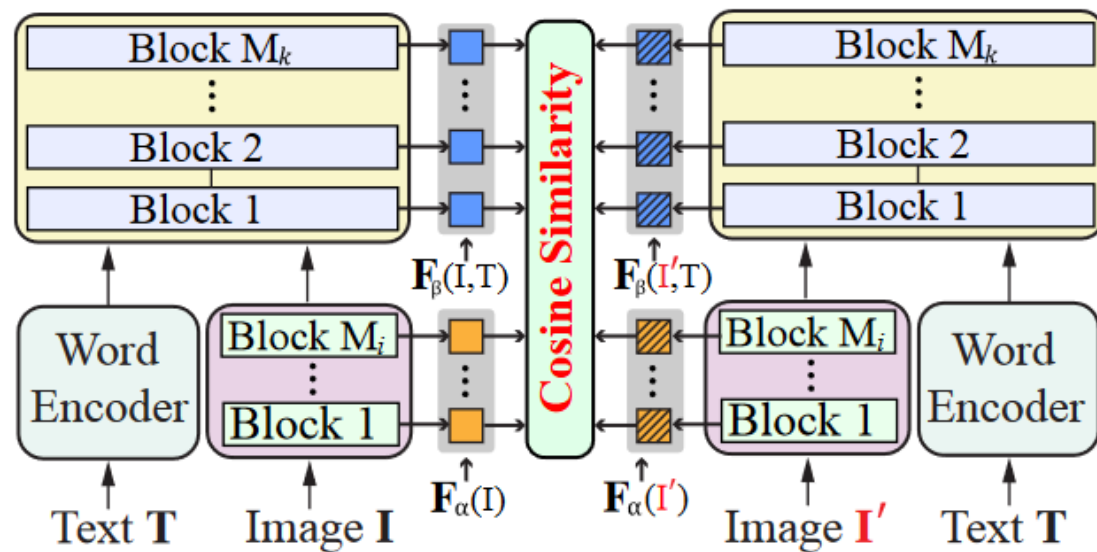 Block Mₖ
Block 2
Block 1
Fβ(I,T)
Word
Encoder
Block Mᵢ
Block 1
Fα(I)
Text T
Image I
Cosine Similarity
Block Mₖ
Block 2
Block 1
Fβ(I′,T)
Block Mᵢ
Block 1
Word
Encoder
Fα(I′)
Image I′
Text T